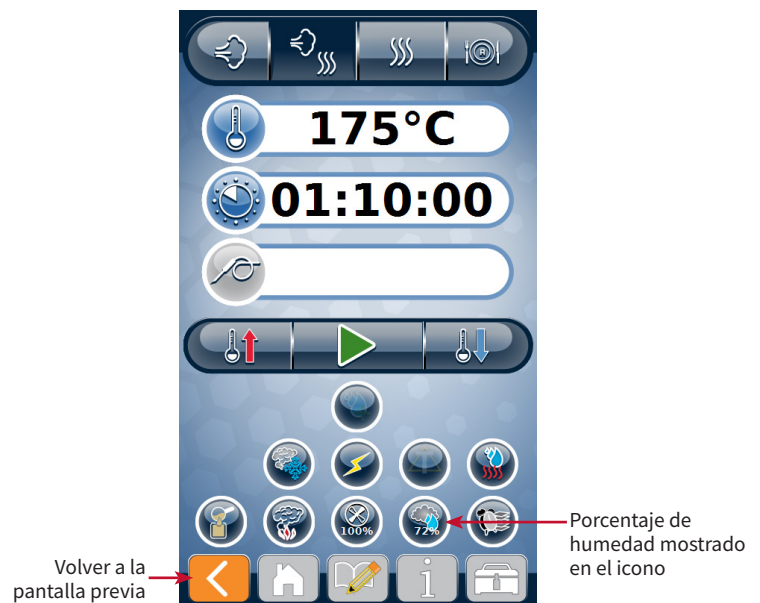 R
175°C
01:10:00
100%
72%
Porcentaje de
humedad mostrado
en el icono
Volver a la
pantalla previa
i